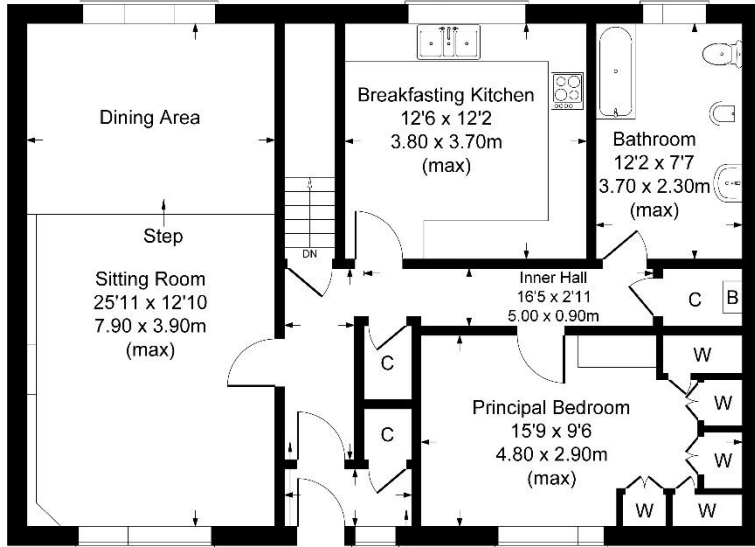 Dining Area
Step
Sitting Room
25'11 x 12'10
7.90 x 3.90m
(max)
DN
Breakfasting Kitchen
12'6 x 12'2
3.80 x 3.70m
(max)
Bathroom
12'2 x 7'7
3.70 x 2.30m
(max)
Inner Hall
16'5 x 2'11
5.00 x 0.90m
C
B
C
C
Principal Bedroom
15'9 x 9'6
4.80 x 2.90m
(max)
W
W
W
W
W